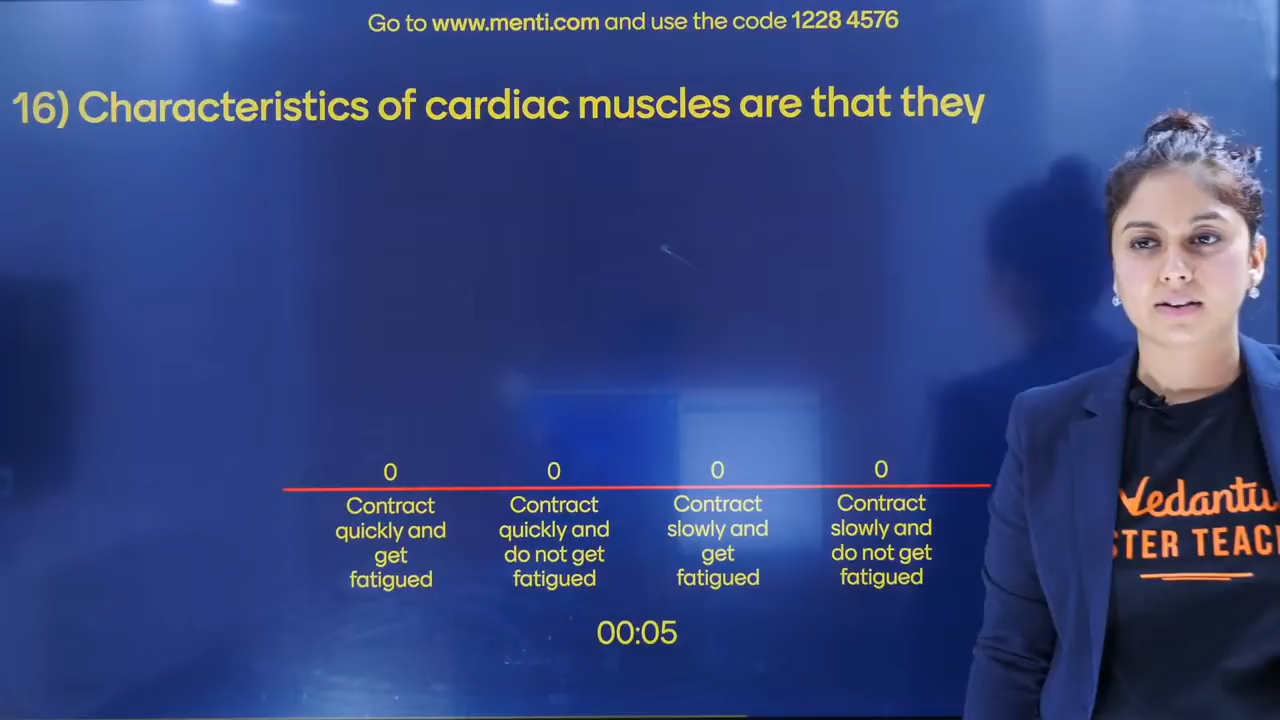 Go to www.menti.com and use the code 1228 4576
16) Characteristics of cardiac muscles are that they
0
0
0
0
Contract
quickly and
get
fatigued
Contract
quickly and
do not get
fatigued
Contract
slowly and
get
fatigued
Contract
slowly and
do not get
fatigued
00:05
Vedantu
STER TEAC